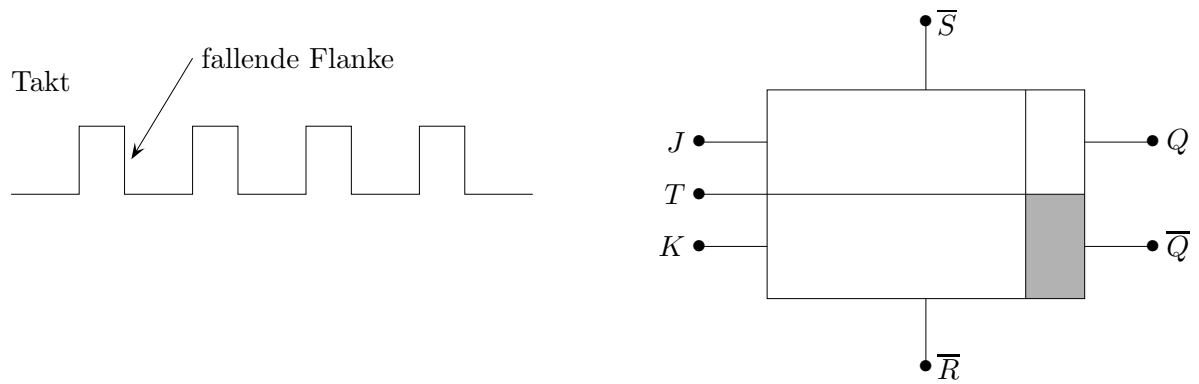 fallende Flanke
Takt
S̅
J
Q
T
K
Q̅
R̅